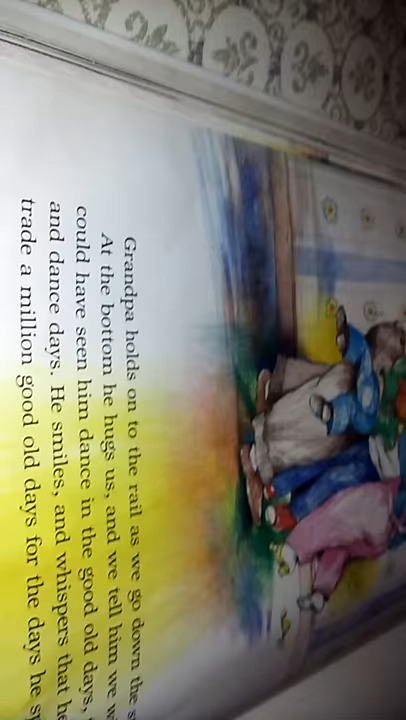 Grandpa holds on to the rail as we go down the
At the bottom he hugs us, and we tell him we
could have seen him dance in the good old days,
and dance days. He smiles, and whispers that
trade a million good old days for the days he